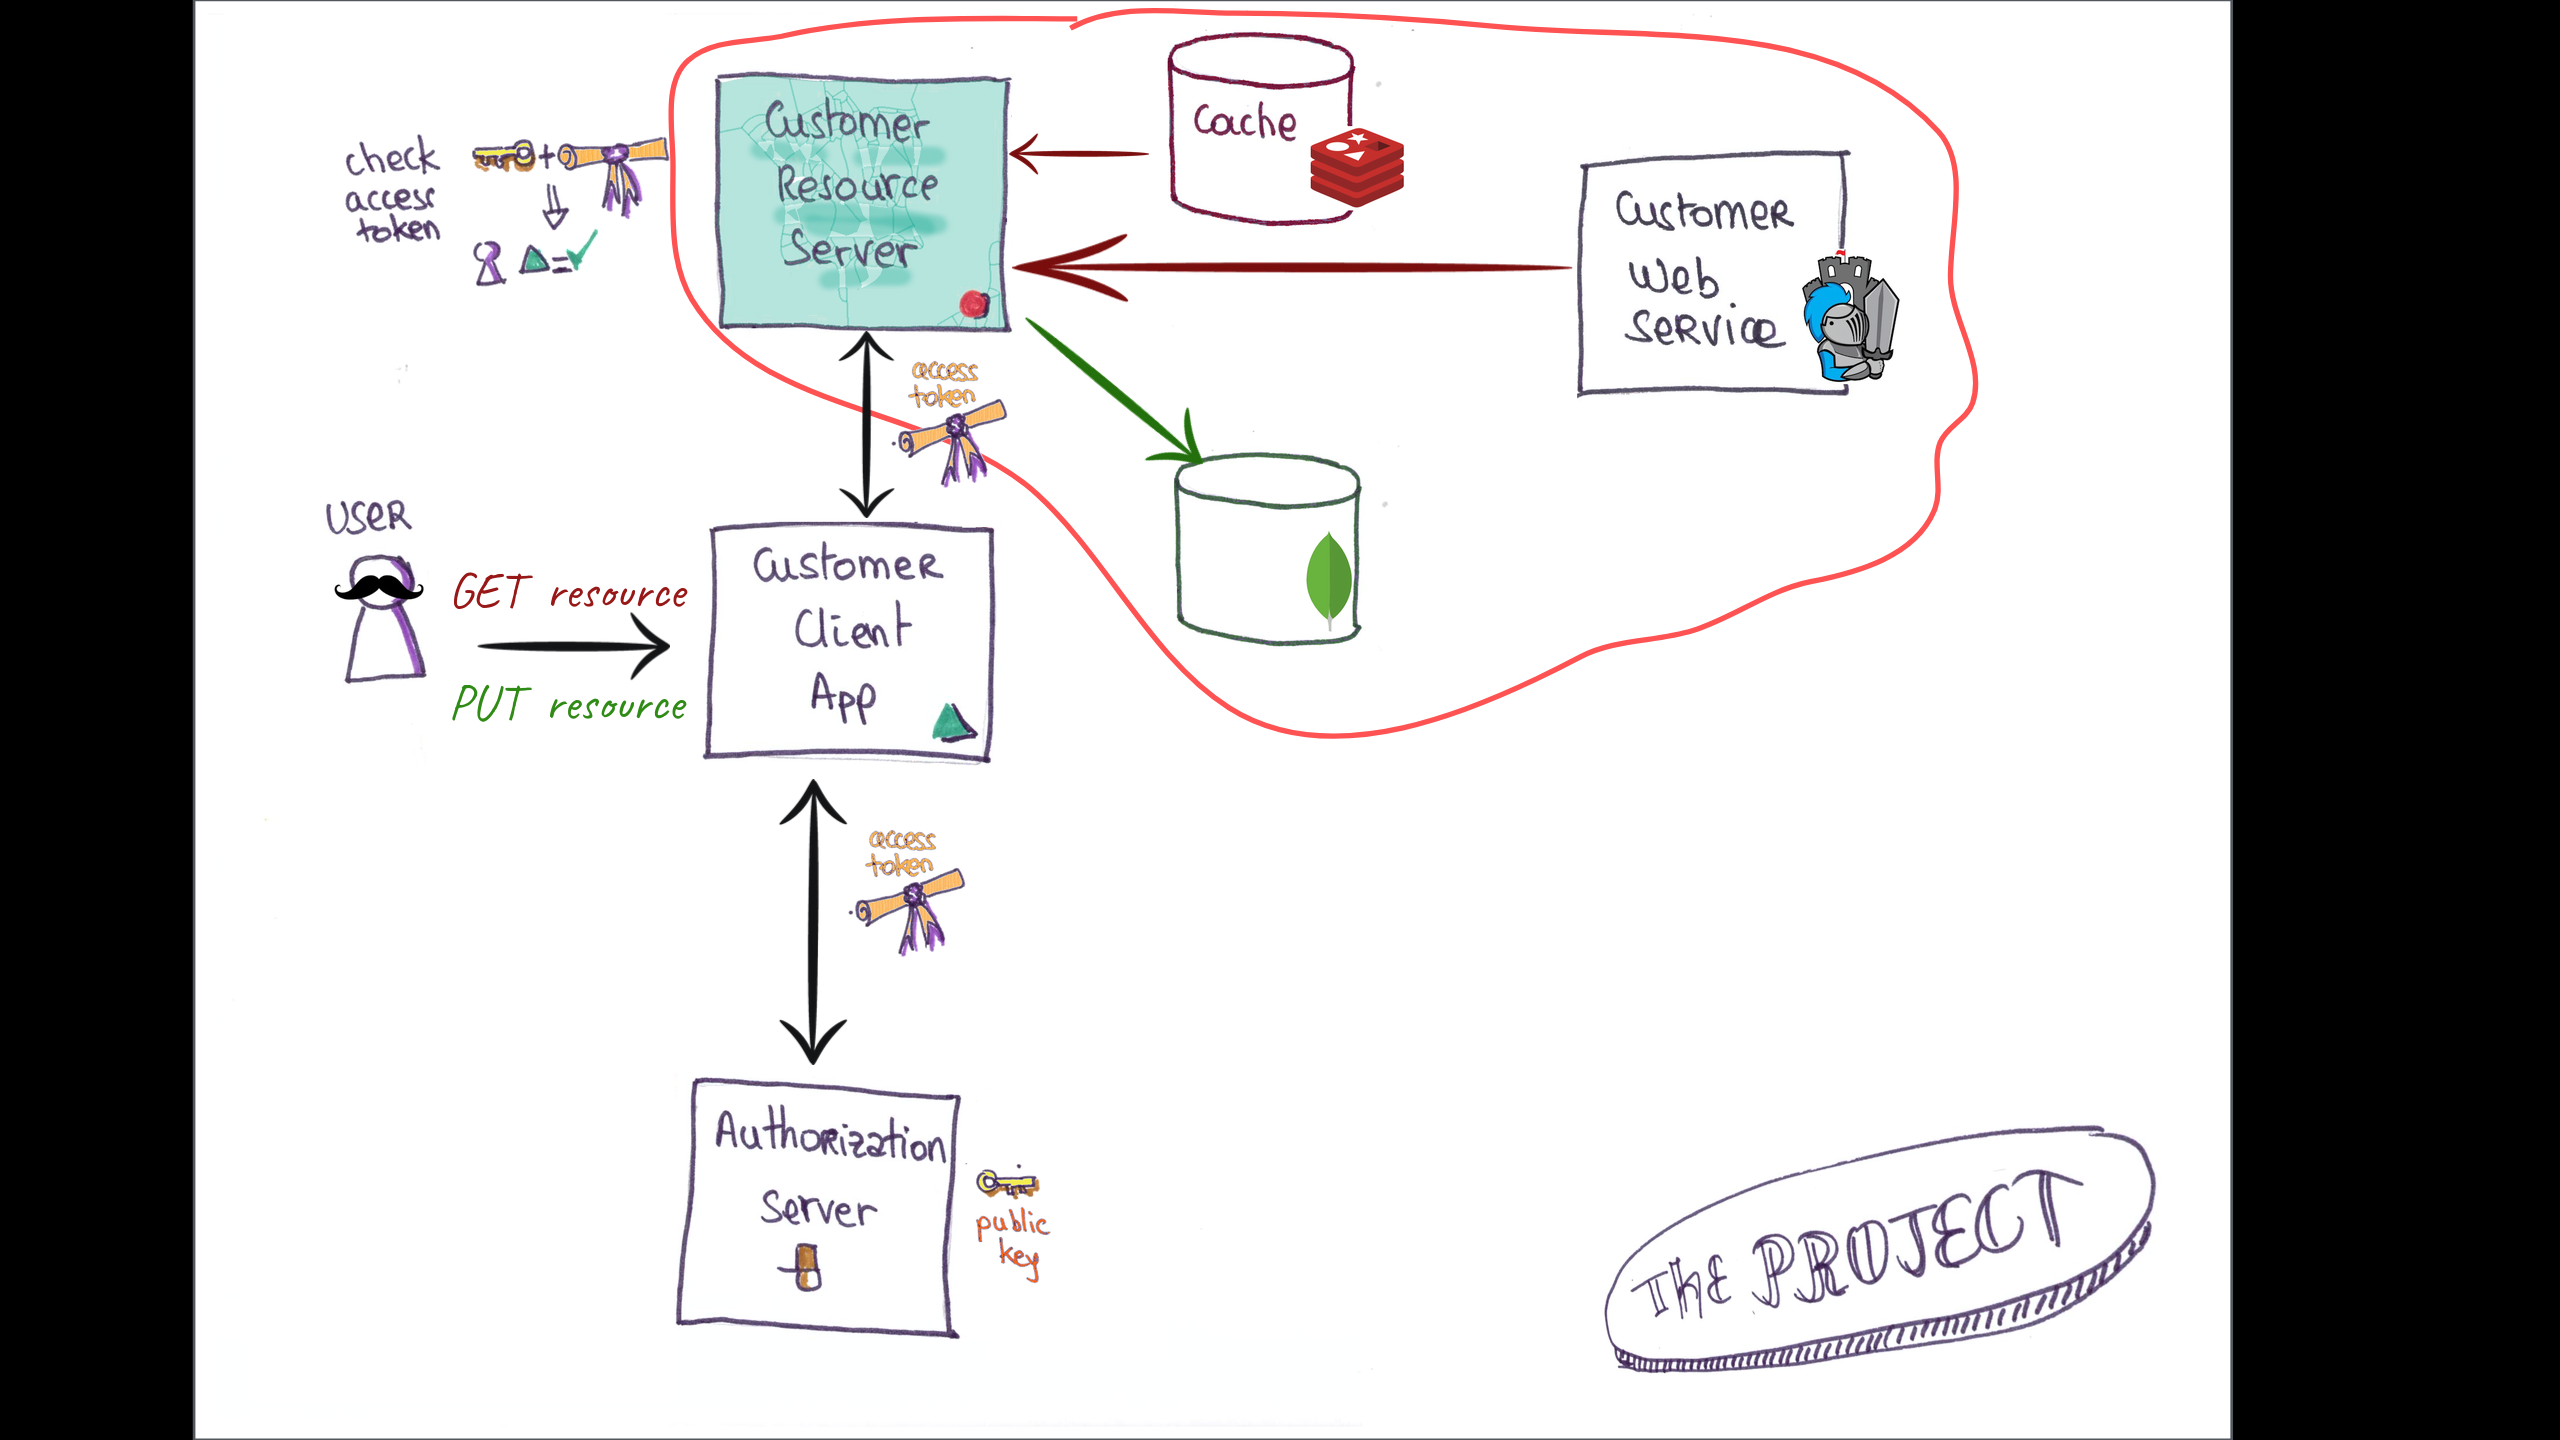 check
access
token
Customer
Resource
Server
Cache
Customer
Web
Service
access
token
USER
GET resource
PUT resource
Customer
Client
App
access
token
Authorization
Server
public
key
The PROJECT